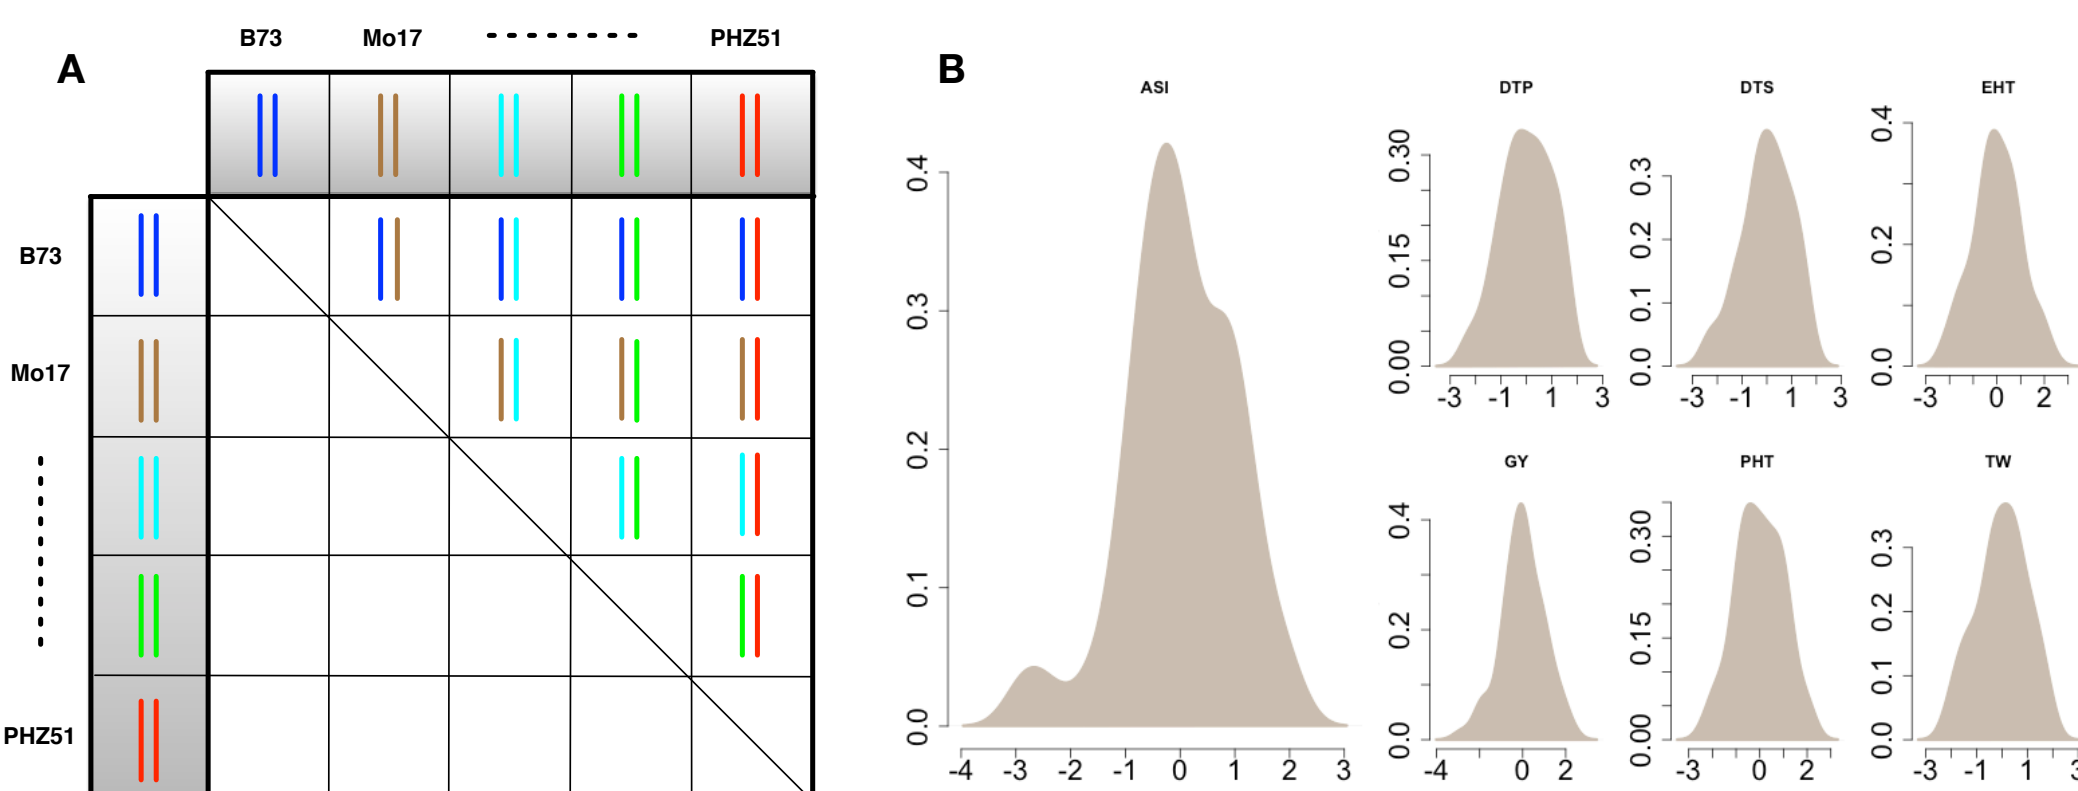 A
B73 Mo17 PHZ51
B73
Mo17
PHZ51
B
ASI
0.0 0.1 0.2 0.3 0.4
-4 -3 -2 -1 0 1 2 3
DTP
0.00 0.15 0.30
-3 -1 1 3
DTS
0.0 0.1 0.2 0.3
-3 -1 1 3
EHT
0.0 0.2 0.4
-3 0 2
GY
0.0 0.2 0.4
-4 0 2
PHT
0.00 0.15 0.30
-3 0 2
TW
0.0 0.1 0.2 0.3
-3 -1 1 3